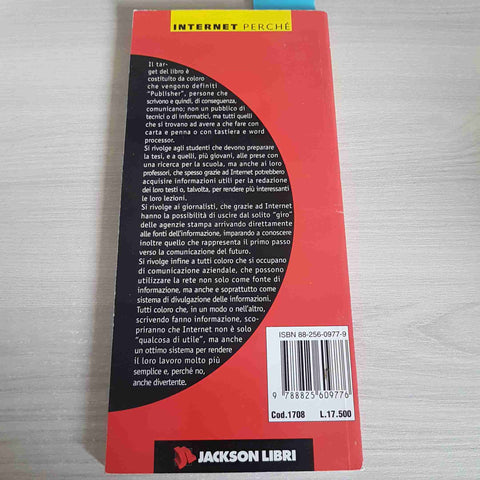 INTERNET PERCHÉ
Il tar-
get del libro è
costituito da coloro
che vengono definiti
"Publisher", persone che
scrivono e quindi, di conseguenza,
comunicano; non un pubblico di
tecnici o di informatici, ma tutti quelli
che si trovano ad avere a che fare con
carta e penna o con tastiera e word
processor.
Si rivolge agli studenti che devono preparare
la tesi, e a quelli, più giovani, alle prese con
una ricerca per la scuola, ma anche ai loro
professori, che spesso grazie ad Internet potrebbero
acquisire informazioni utili per la redazione
dei loro testi o, talvolta, per rendere più interessanti
le loro lezioni.
Si rivolge ai giornalisti, che grazie ad Internet
hanno la possibilità di uscire dal solito "giro"
delle agenzie stampa arrivando direttamente
alle fonti dell'informazione, imparando a conoscere
inoltre quello che rappresenta il primo passo
verso la comunicazione del futuro.
Si rivolge infine a tutti coloro che si occupano
di comunicazione aziendale, che possono
utilizzare la rete non solo come fonte di
informazione, ma anche e soprattutto come
sistema di divulgazione delle informazioni.
Tutti coloro che, in un modo o nell'altro,
scrivendo fanno informazione, sco-
priranno che Internet non è solo
"qualcosa di utile", ma anche
un ottimo sistema per rendere
il loro lavoro molto più
semplice e, perché no,
anche divertente.
ISBN 88-256-0977-9
9 788825 609776
Cod.1708 L.17.500
JACKSON LIBRI